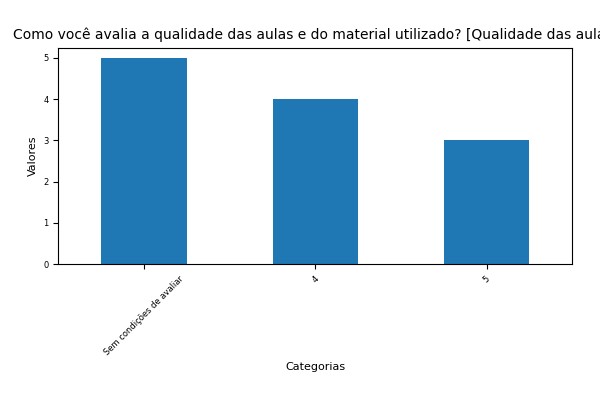 Como você avalia a qualidade das aulas e do material utilizado? [Qualidade das
Valores
5
4
3
2
1
0
Sem condições de avaliar
4
5
Categorias